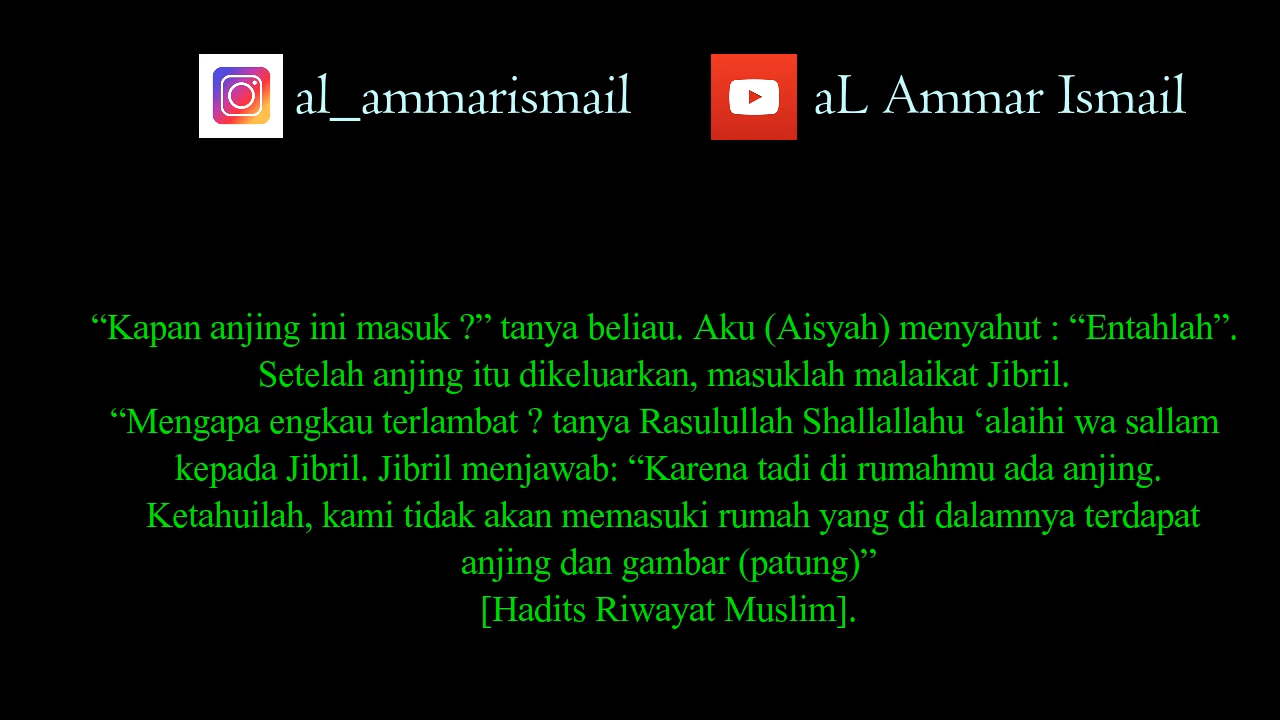 al_ammarismail
aL Ammar Ismail
“Kapan anjing ini masuk ?” tanya beliau. Aku (Aisyah) menyahut : “Entahlah”.
Setelah anjing itu dikeluarkan, masuklah malaikat Jibril.
“Mengapa engkau terlambat ? tanya Rasulullah Shallallahu ‘alaihi wa sallam
kepada Jibril. Jibril menjawab: “Karena tadi di rumahmu ada anjing.
Ketahuilah, kami tidak akan memasuki rumah yang di dalamnya terdapat
anjing dan gambar (patung)”
[Hadits Riwayat Muslim].